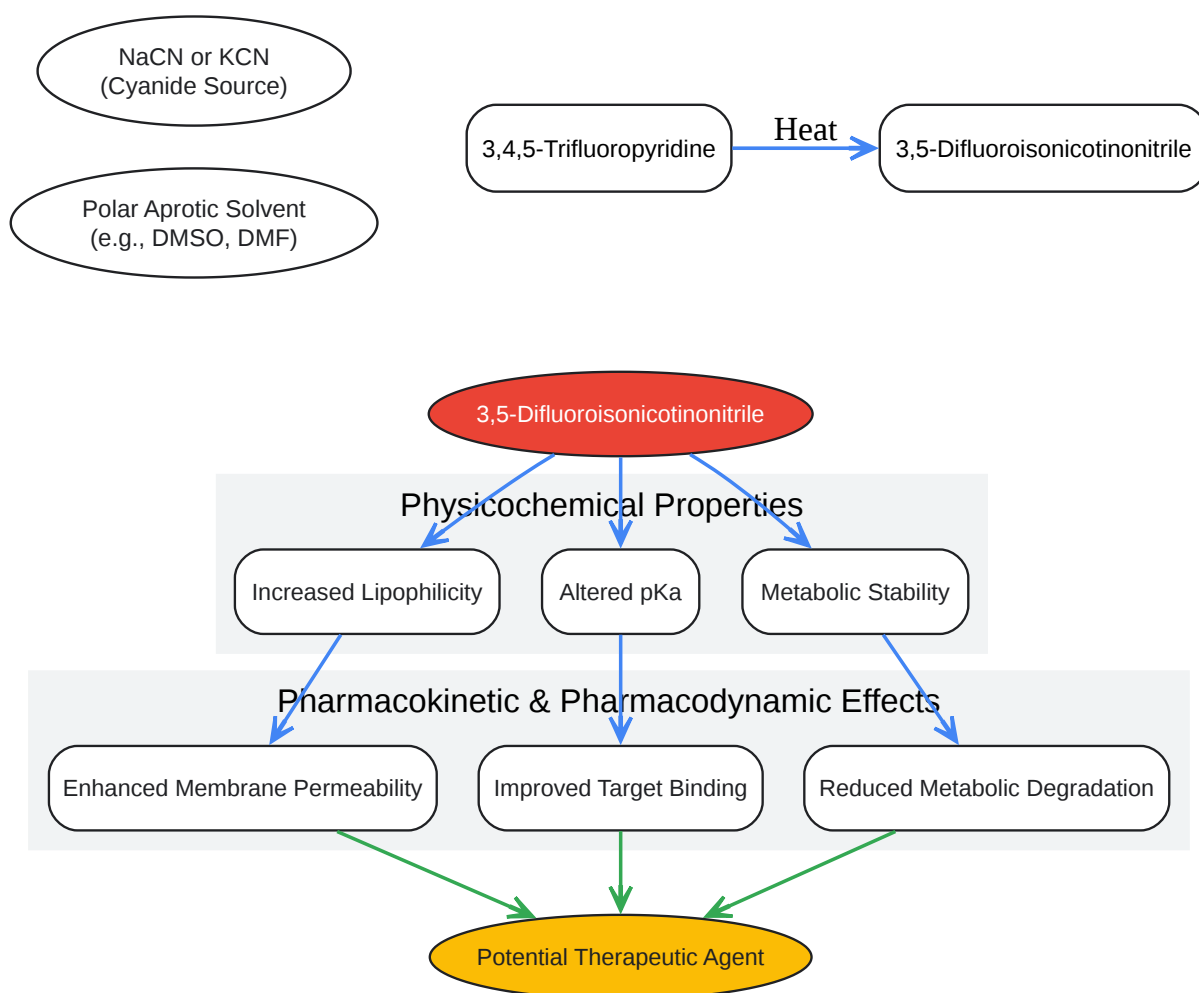 NaCN or KCN
(Cyanide Source)
Heat
3,4,5-Trifluoropyridine
3,5-Difluoroisonicotinonitrile
Polar Aprotic Solvent
(e.g., DMSO, DMF)
3,5-Difluoroisonicotinonitrile
Physicochemical Properties
Increased Lipophilicity
Altered pKa
Metabolic Stability
Pharmacokinetic & Pharmacodynamic Effects
Enhanced Membrane Permeability
Improved Target Binding
Reduced Metabolic Degradation
Potential Therapeutic Agent